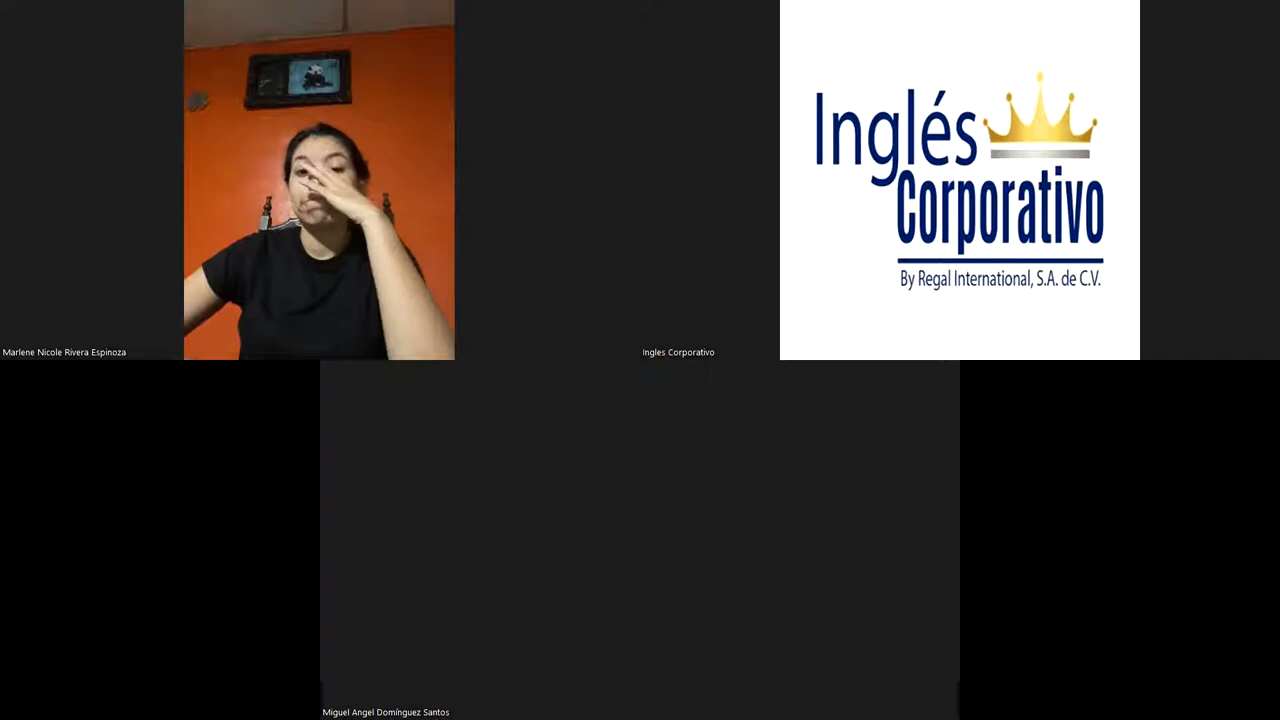 Inglés
Corporativo
By Regal International, S.A. de C.V.
Marlene Nicole Rivera Espinoza
Ingles Corporativo
Miguel Angel Domínguez Santos